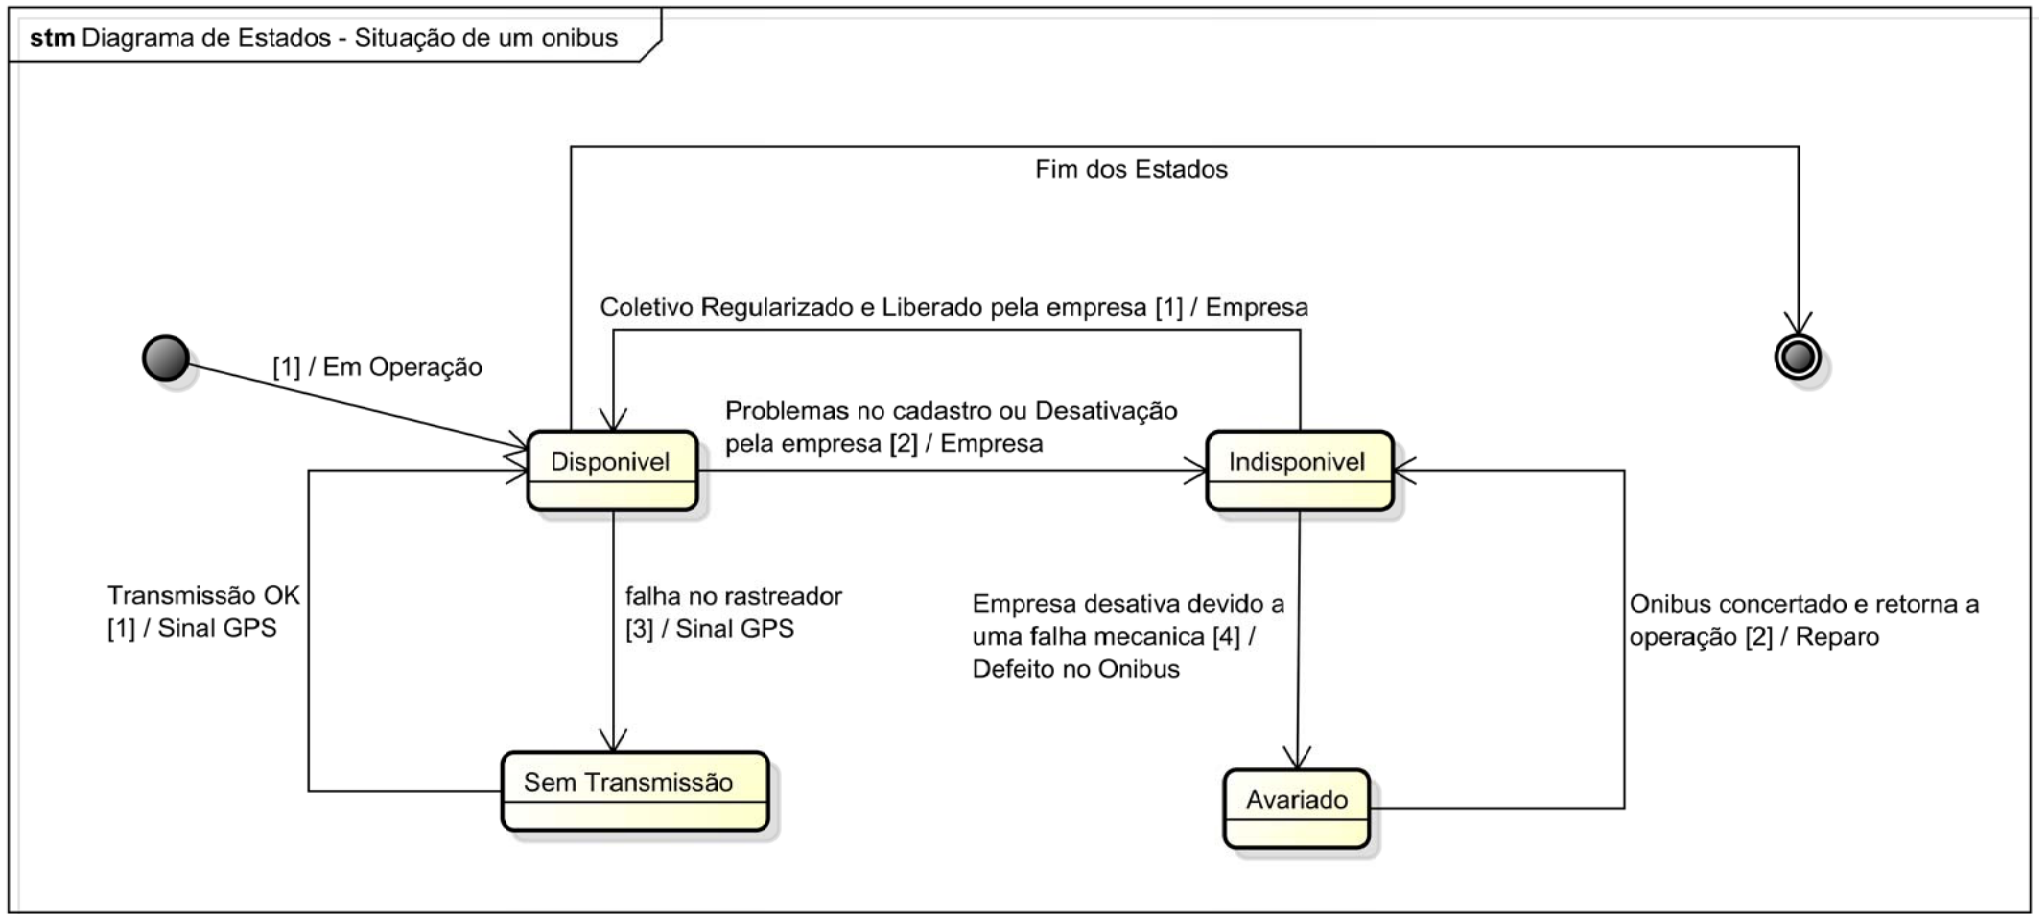 stm Diagrama de Estados - Situação de um onibus
Fim dos Estados
Coletivo Regularizado e Liberado pela empresa [1] / Empresa
[1] / Em Operação
Problemas no cadastro ou Desativação
pela empresa [2] / Empresa
Disponivel
Indisponivel
Transmissão OK
[1] / Sinal GPS
falha no rastreador
[3] / Sinal GPS
Empresa desativa devido a
uma falha mecanica [4] /
Defeito no Onibus
Onibus concertado e retorna a
operação [2] / Reparo
Sem Transmissão
Avariado